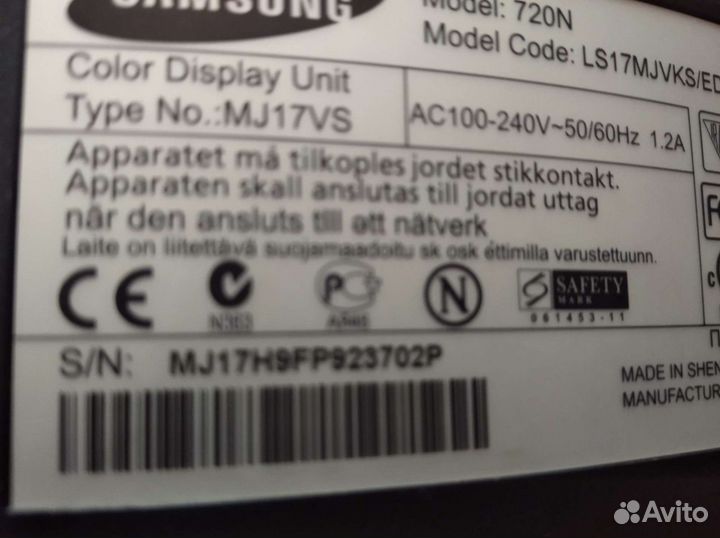 SAMSUNG
Model: 720N
Model Code: LS17MJVKS/ED
Color Display Unit
Type No.:MJ17VS
AC100-240V~50/60Hz 1.2A
Apparatet må tilkoples jordet stikkontakt.
Apparaten skall anslutas till jordat uttag
när den ansluts till ett nätverk
Laite on liitettävä suojamaadoitu sk osk ettimilla varustettuunn.
CE
N363
P
N
S SAFETY
MARK
061453-11
S/N: MJ17H9FP923702P
MADE IN SHEN
MANUFACTUR
Avito